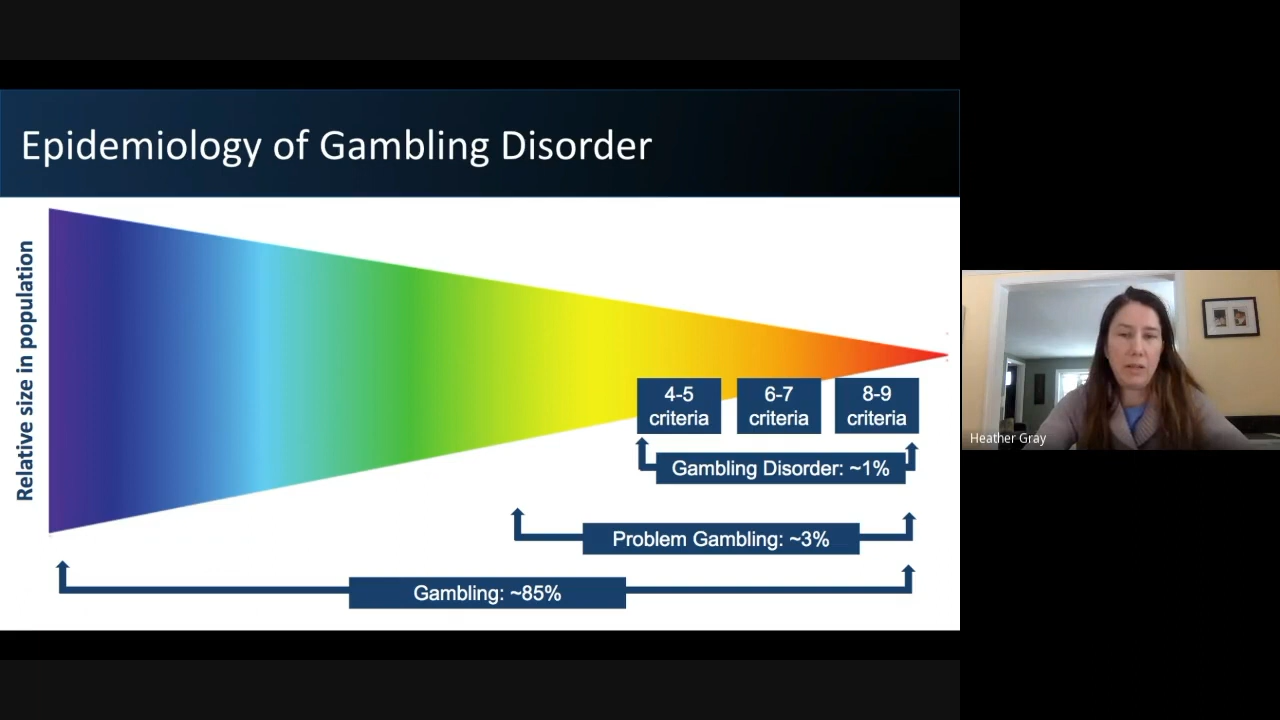 Epidemiology of Gambling Disorder
Relative size in population
4-5
criteria
6-7
criteria
8-9
criteria
Gambling Disorder: ~1%
Problem Gambling: ~3%
Gambling: ~85%
Heather Gray